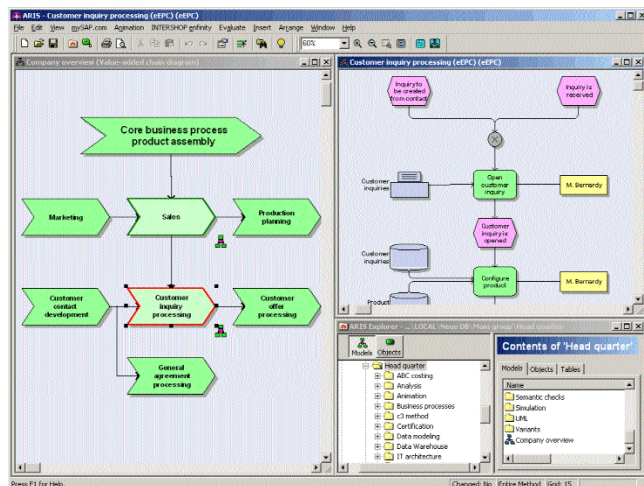 ARIS - Customer inquiry processing (eEPC) (eEPC)
File Edit View mySAP.com Animation INTERSHOP enfinity Evaluate Insert Arrange Window Help
60%
Company overview (Value-added chain diagram)
Core business process
product assembly
Marketing
Sales
Production
planning
Customer
contact
development
Customer
inquiry
processing
Customer
offer
processing
General
agreement
processing
Customer inquiry processing (eEPC) (eEPC)
Inquiry to
be created
from contact
Inquiry is
received
Customer
inquiries
Open
customer
inquiry
M. Bernardy
Customer
inquiry is
opened
Customer
inquiries
Configure
product
M. Bernardy
Product
ARIS Explorer - ...\LOCAL\Neue DB\Main group\Head quarter
Models
Objects
Head quarter
ABC costing
Analysis
Animation
Business processes
c3 method
Certification
Data modeling
Data Warehouse
IT architecture
Contents of 'Head quarter'
Models Objects Tables
Name
Semantic checks
Simulation
UML
Variants
Company overview
Press F1 for Help.
Changed: No Entire Method Grid: 15